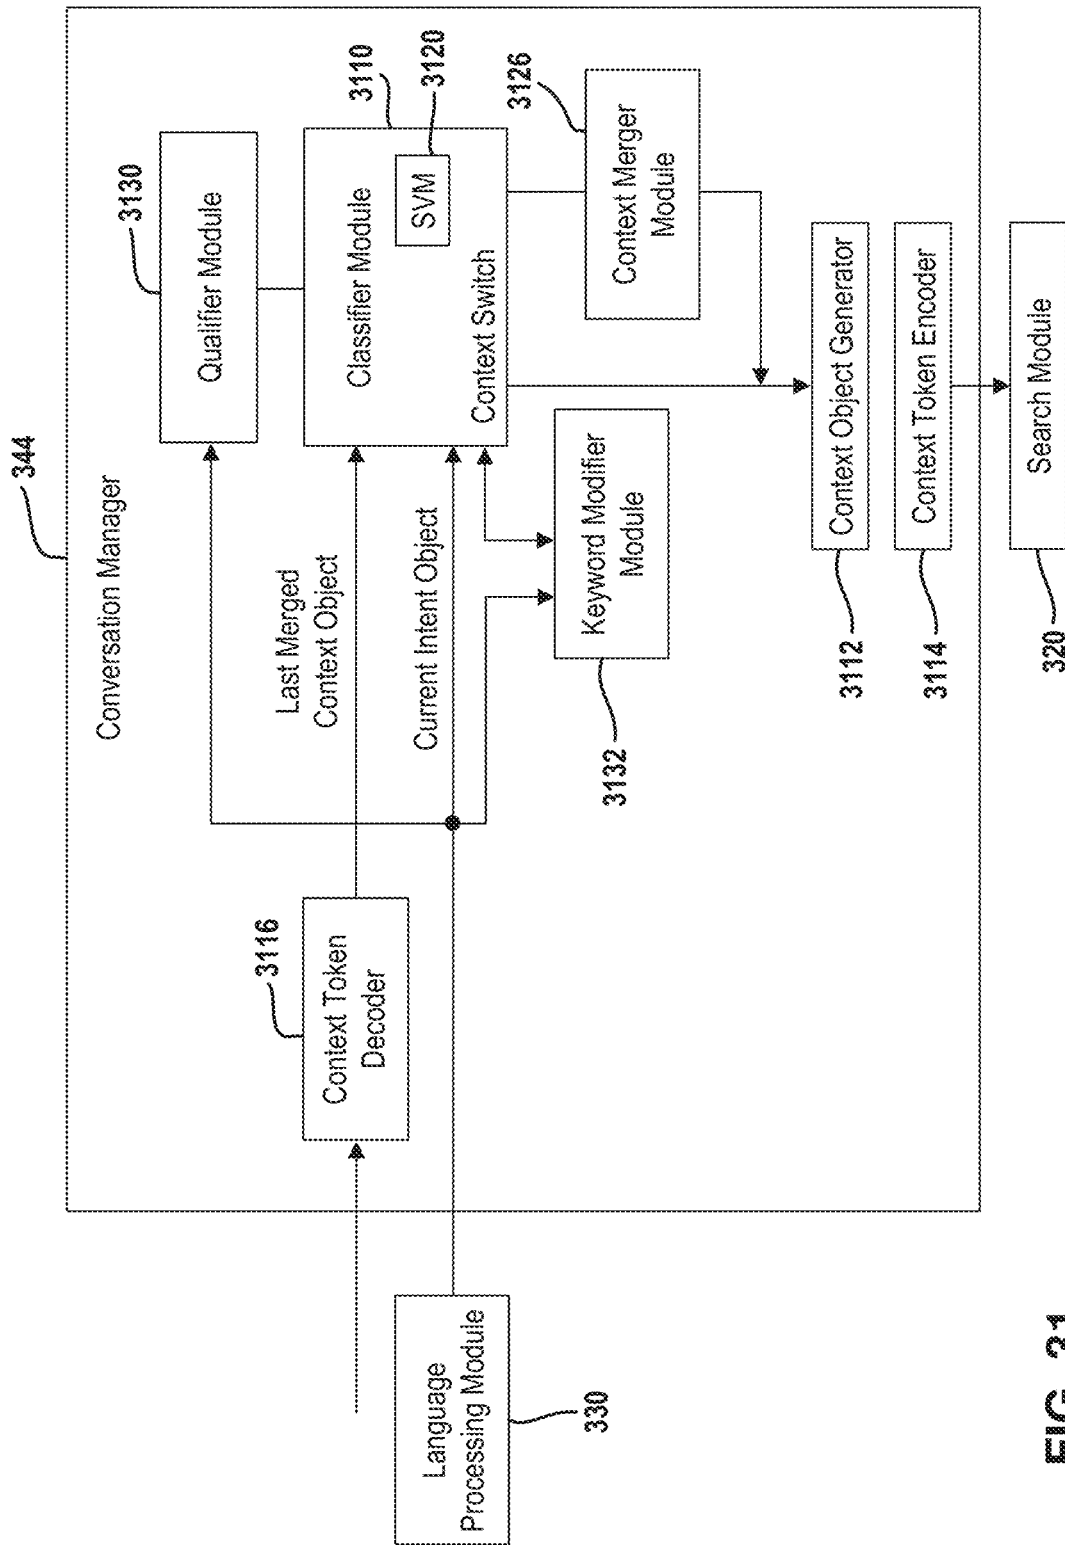 344
Conversation Manager
3130
Qualifier Module
3110
3120
Classifier Module
SVM
Context Switch
3126
Context Merger
Module
3116
Context Token
Decoder
Last Merged
Context Object
Current Intent Object
Keyword Modifier
Module
3132
Language
Processing Module
330
Context Object Generator
3112
Context Token Encoder
3114
Search Module
320
FIG. 31